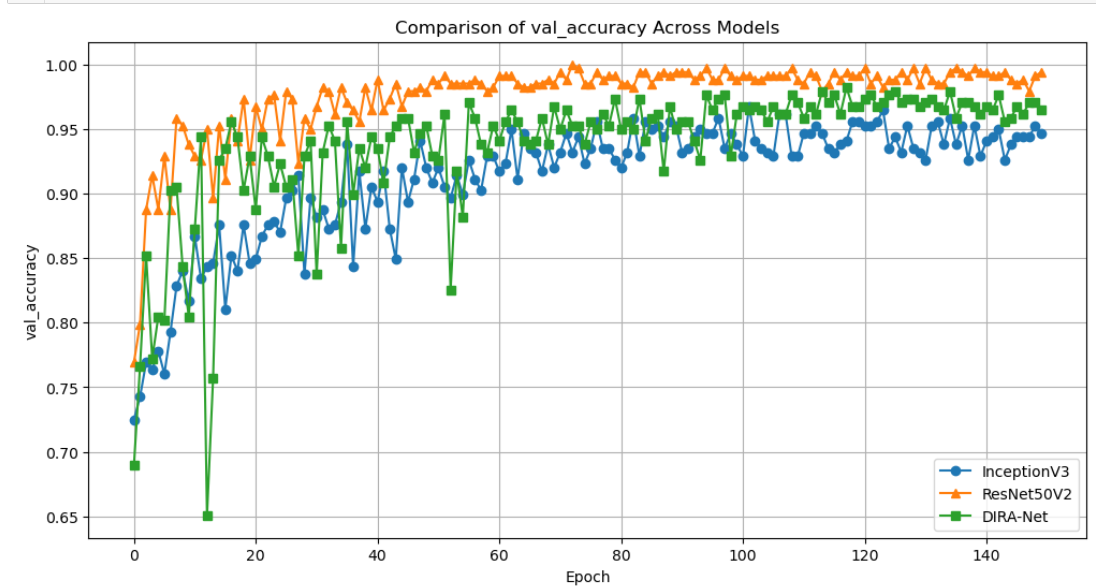 Comparison of val_accuracy Across Models
1.00
0.95
0.90
0.85
0.80
0.75
0.70
0.65
val_accuracy
0 20 40 60 80 100 120 140
Epoch
InceptionV3
ResNet50V2
DIRA-Net